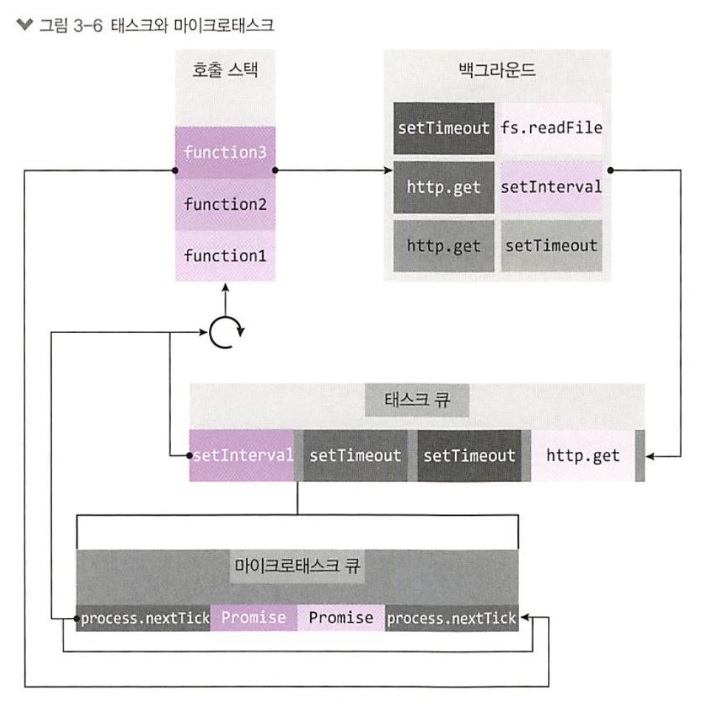 그림 3-6 태스크와 마이크로태스크
호출 스택
function3
function2
function1
백그라운드
setTimeout fs.readFile
http.get setInterval
http.get setTimeout
태스크 큐
setInterval setTimeout setTimeout http.get
마이크로태스크 큐
process.nextTick Promise Promise process.nextTick